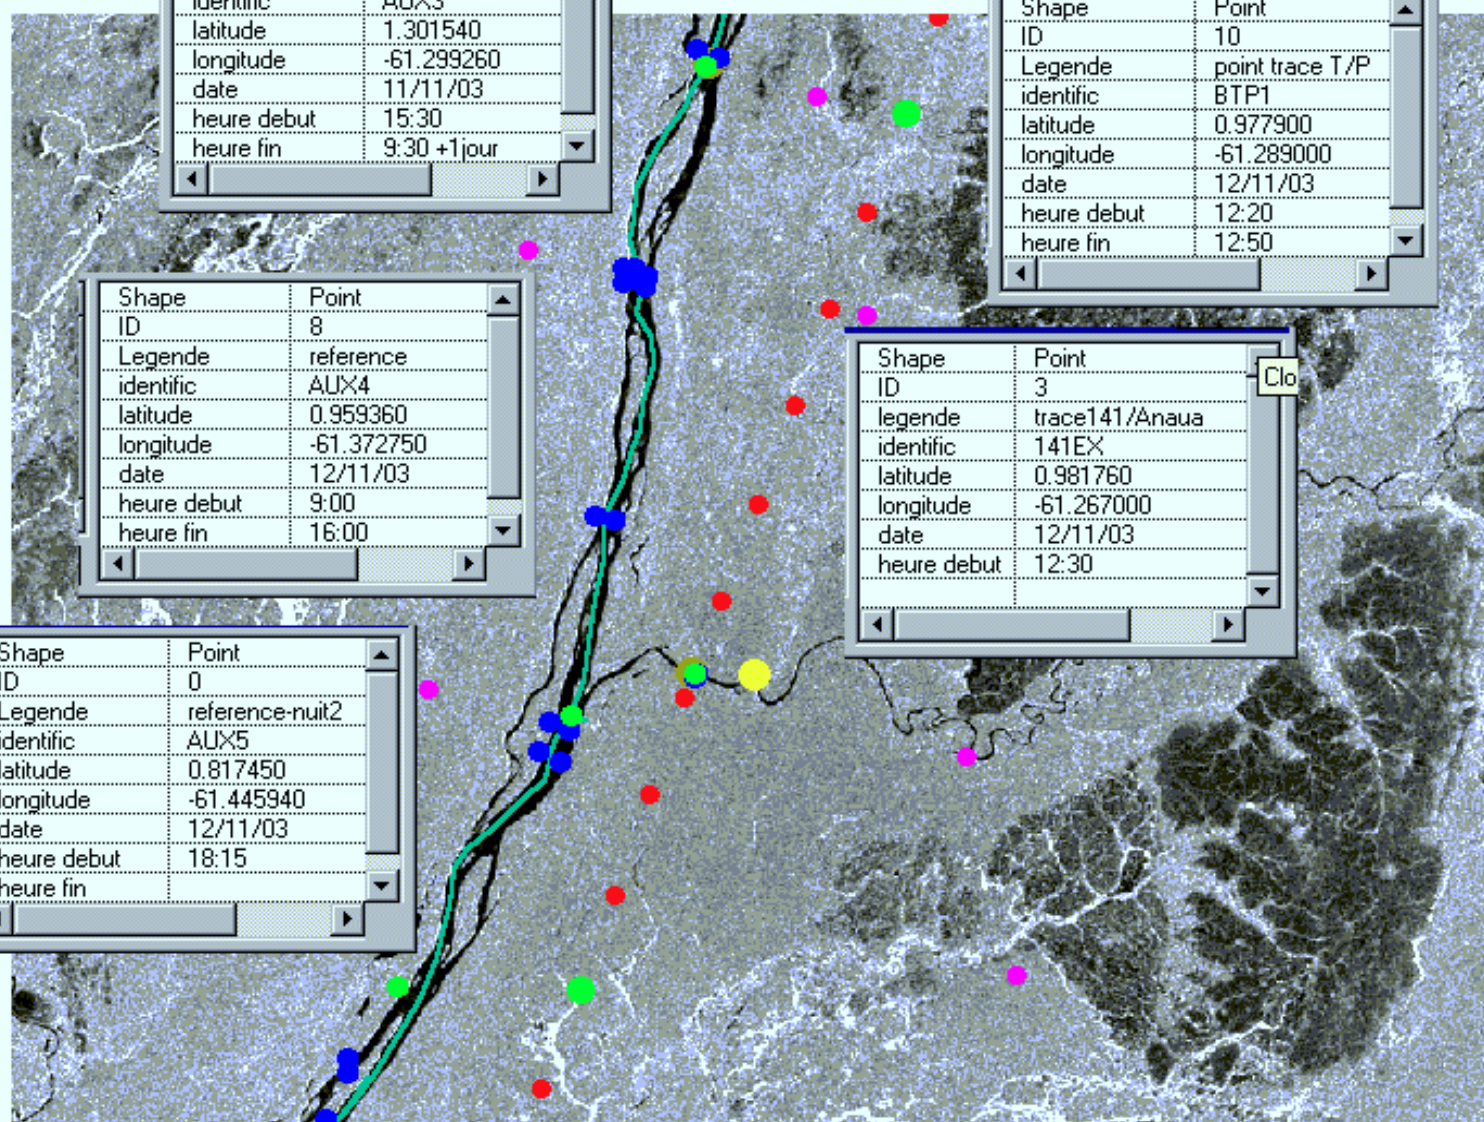 identific AUX3
latitude 1.301540
longitude -61.299260
date 11/11/03
heure debut 15:30
heure fin 9:30 +1jour
Shape Point
ID 10
Legende point trace T/P
identific BTP1
latitude 0.977900
longitude -61.289000
date 12/11/03
heure debut 12:20
heure fin 12:50
Shape Point
ID 8
Legende reference
identific AUX4
latitude 0.959360
longitude -61.372750
date 12/11/03
heure debut 9:00
heure fin 16:00
Shape Point
ID 3
legende trace141/Anaua
identific 141EX
latitude 0.981760
longitude -61.267000
date 12/11/03
heure debut 12:30
Clo
Shape Point
ID 0
Legende reference-nuit2
identific AUX5
latitude 0.817450
longitude -61.445940
date 12/11/03
heure debut 18:15
heure fin